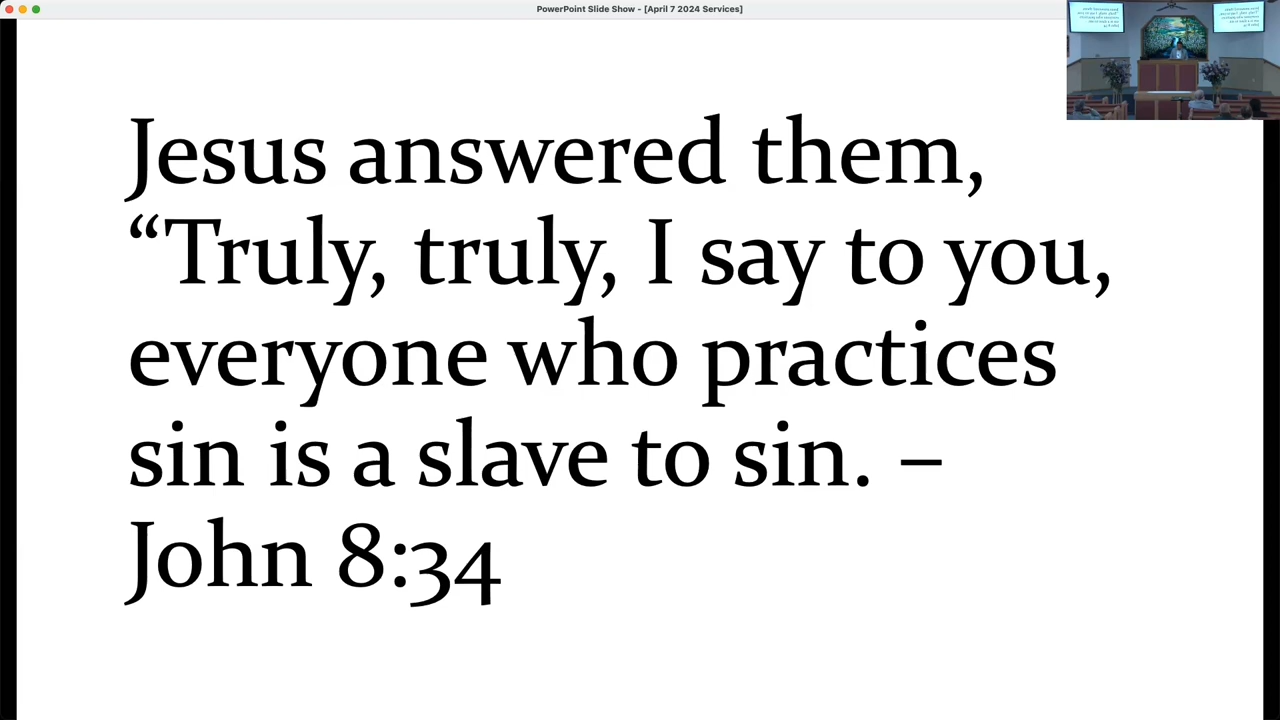 PowerPoint Slide Show - [April 7 2024 Services]
Jesus answered them,
“Truly, truly, I say to you,
everyone who practices
sin is a slave to sin. –
John 8:34